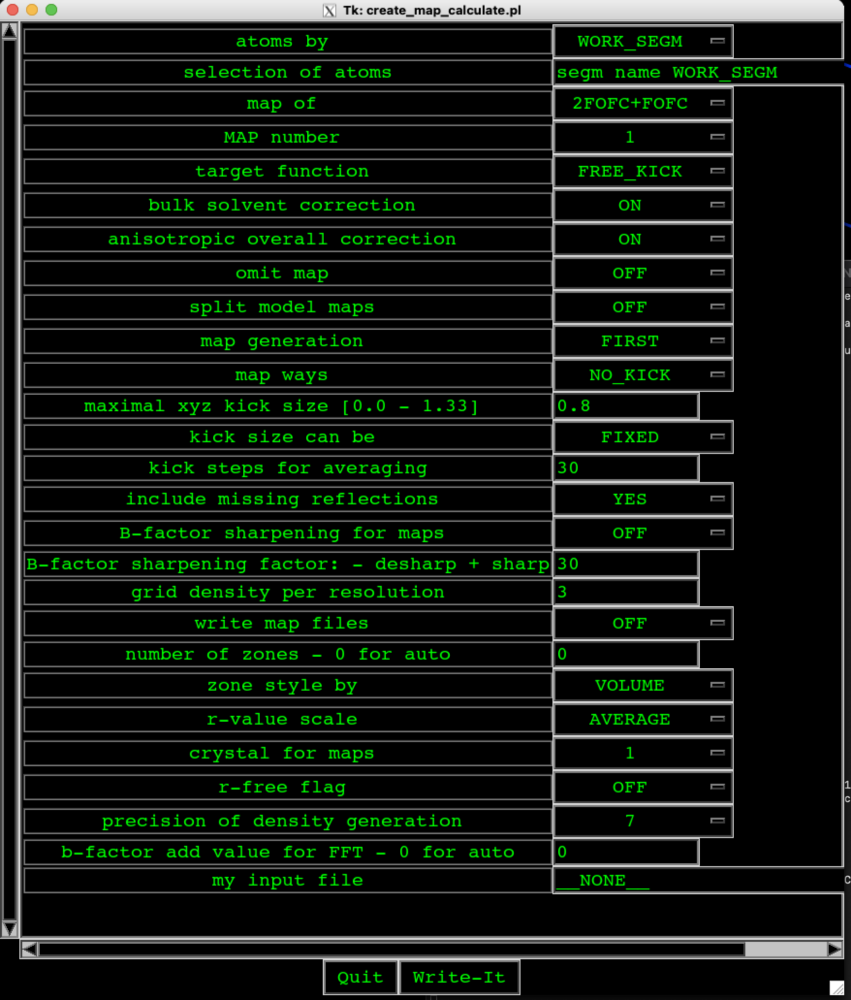 Tk: create_map_calculate.pl
atoms by WORK_SEGM
selection of atoms segm name WORK_SEGM
map of 2FOFC+FOFC
MAP number 1
target function FREE_KICK
bulk solvent correction ON
anisotropic overall correction ON
omit map OFF
split model maps OFF
map generation FIRST
map ways NO_KICK
maximal xyz kick size [0.0 - 1.33] 0.8
kick size can be FIXED
kick steps for averaging 30
include missing reflections YES
B-factor sharpening for maps OFF
B-factor sharpening factor: - desharp + sharp 30
grid density per resolution 3
write map files OFF
number of zones - 0 for auto 0
zone style by VOLUME
r-value scale AVERAGE
crystal for maps 1
r-free flag OFF
precision of density generation 7
b-factor add value for FFT - 0 for auto 0
my input file __NONE__
Quit Write-It